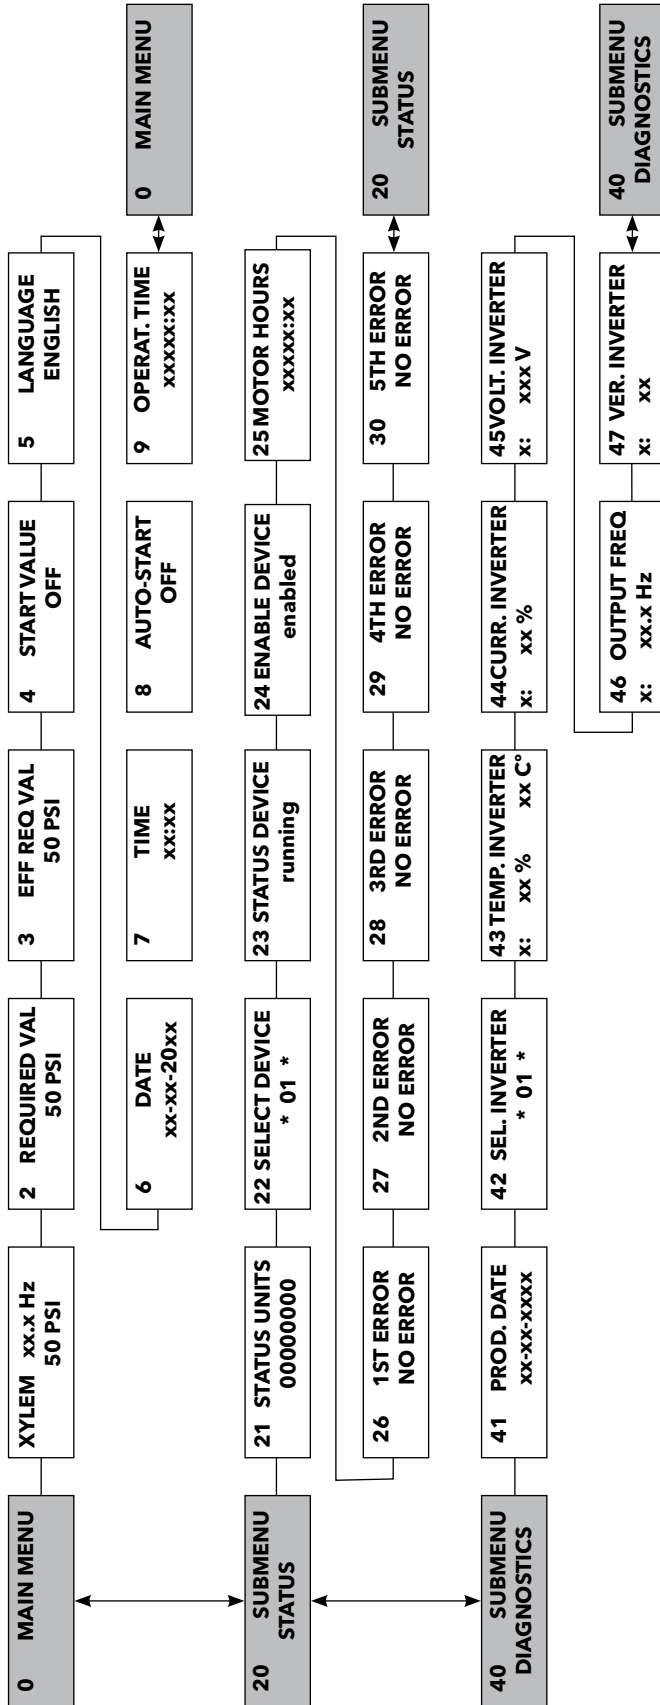 0 MAIN MENU
XYLEM xx.x Hz
50 PSI
2 REQUIRED VAL
50 PSI
3 EFF REQ VAL
50 PSI
4 START VALUE
OFF
5 LANGUAGE
ENGLISH
6 DATE
xx-xx-20xx
7 TIME
xx:xx
8 AUTO-START
OFF
9 OPERAT. TIME
xxxxx:xx
0 MAIN MENU
20 SUBMENU
STATUS
21 STATUS UNITS
00000000
22 SELECT DEVICE
* 01 *
23 STATUS DEVICE
running
24 ENABLE DEVICE
enabled
25 MOTOR HOURS
xxxxx:xx
26 1ST ERROR
NO ERROR
27 2ND ERROR
NO ERROR
28 3RD ERROR
NO ERROR
29 4TH ERROR
NO ERROR
30 5TH ERROR
NO ERROR
20 SUBMENU
STATUS
40 SUBMENU
DIAGNOSTICS
41 PROD. DATE
xx-xx-xxxx
42 SEL. INVERTER
* 01 *
43 TEMP. INVERTER
x: xx % xx C°
44CURR. INVERTER
x: xx %
45VOLT. INVERTER
x: xxx V
46 OUTPUT FREQ
x: xx.x Hz
47 VER. INVERTER
x: xx
40 SUBMENU
DIAGNOSTICS